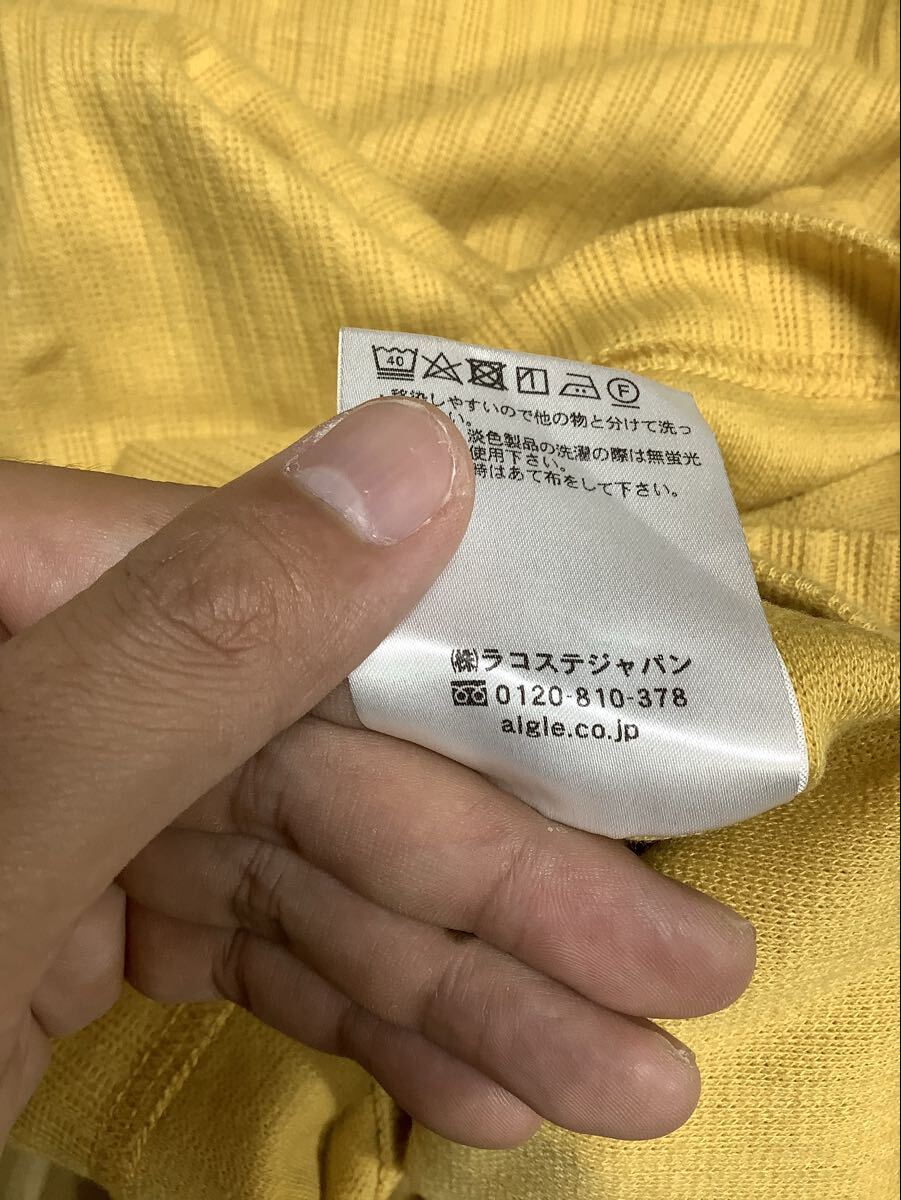 40
F
移染しやすいので他の物と分けて洗っ
い。
淡色製品の洗濯の際は無蛍光
使用下さい。
時はあて布をして下さい。
㈱ラコステジャパン
0120-810-378
aigle.co.jp